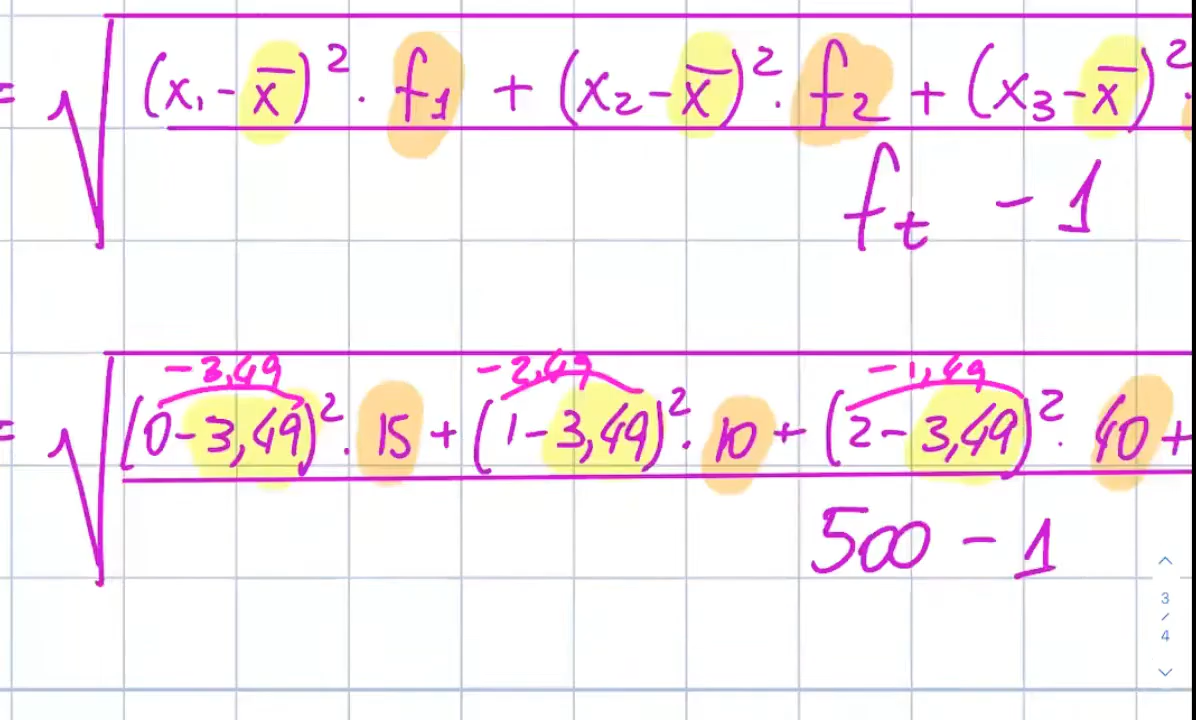 = √ (x₁ - x̄)² · f₁ + (x₂ - x̄)² · f₂ + (x₃ - x̄)² ·
fₜ - 1
-3,49 -2,49 -1,49
= √ (0-3,49)² · 15 + (1-3,49)² · 10 + (2-3,49)² · 40 +
500 - 1
3
/
4